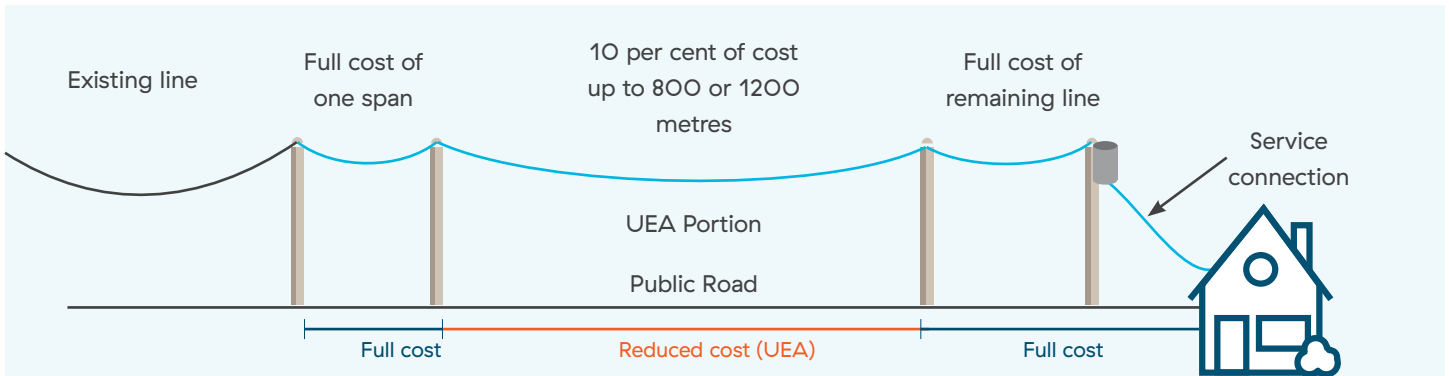 Existing line
Full cost of
one span
10 per cent of cost
up to 800 or 1200
metres
Full cost of
remaining line
Service
connection
UEA Portion
Public Road
Full cost
Reduced cost (UEA)
Full cost